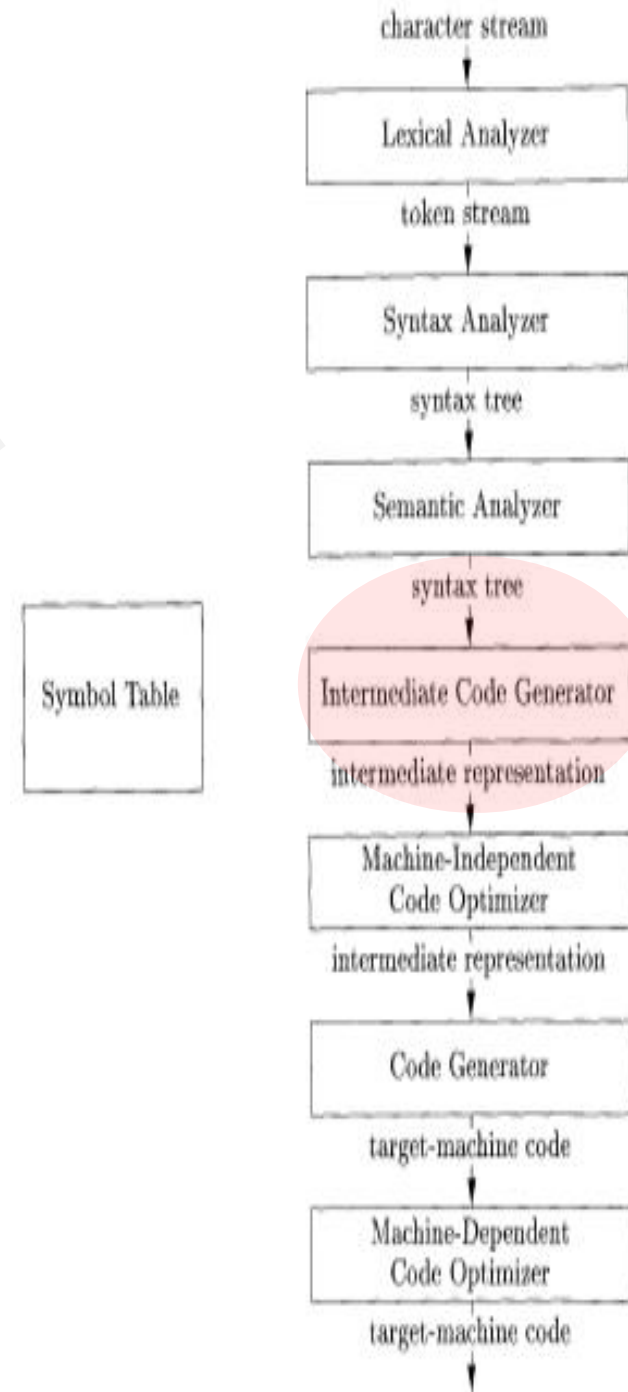 character stream
Lexical Analyzer
token stream
Syntax Analyzer
syntax tree
Semantic Analyzer
syntax tree
Symbol Table
Intermediate Code Generator
intermediate representation
Machine-Independent
Code Optimizer
intermediate representation
Code Generator
target-machine code
Machine-Dependent
Code Optimizer
target-machine code